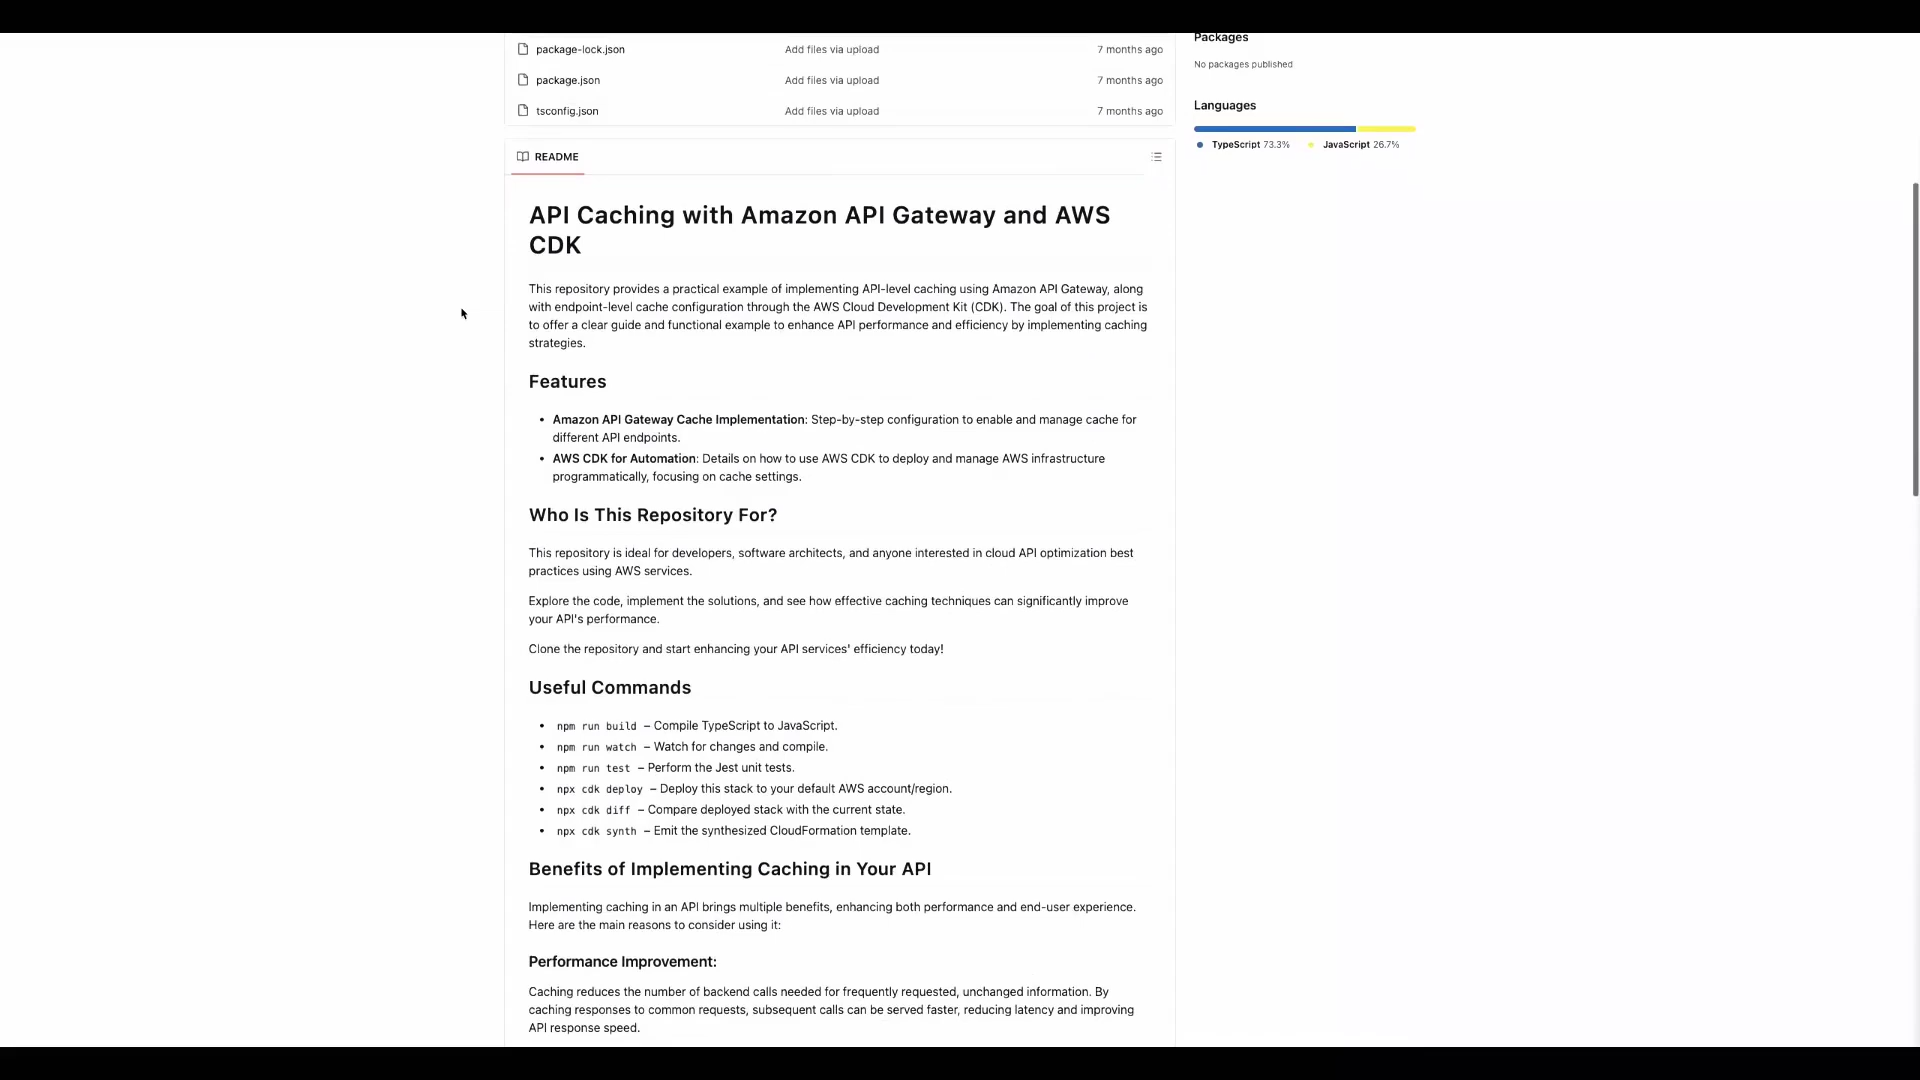 package-lock.json Add files via upload 7 months ago
package.json Add files via upload 7 months ago
tsconfig.json Add files via upload 7 months ago
Packages
No packages published
Languages
TypeScript 73.3% JavaScript 26.7%
README
API Caching with Amazon API Gateway and AWS
CDK
This repository provides a practical example of implementing API-level caching using Amazon API Gateway, along
with endpoint-level cache configuration through the AWS Cloud Development Kit (CDK). The goal of this project is
to offer a clear guide and functional example to enhance API performance and efficiency by implementing caching
strategies.
Features
• Amazon API Gateway Cache Implementation: Step-by-step configuration to enable and manage cache for
different API endpoints.
• AWS CDK for Automation: Details on how to use AWS CDK to deploy and manage AWS infrastructure
programmatically, focusing on cache settings.
Who Is This Repository For?
This repository is ideal for developers, software architects, and anyone interested in cloud API optimization best
practices using AWS services.
Explore the code, implement the solutions, and see how effective caching techniques can significantly improve
your API's performance.
Clone the repository and start enhancing your API services' efficiency today!
Useful Commands
• npm run build – Compile TypeScript to JavaScript.
• npm run watch – Watch for changes and compile.
• npm run test – Perform the Jest unit tests.
• npx cdk deploy – Deploy this stack to your default AWS account/region.
• npx cdk diff – Compare deployed stack with the current state.
• npx cdk synth – Emit the synthesized CloudFormation template.
Benefits of Implementing Caching in Your API
Implementing caching in an API brings multiple benefits, enhancing both performance and end-user experience.
Here are the main reasons to consider using it:
Performance Improvement:
Caching reduces the number of backend calls needed for frequently requested, unchanged information. By
caching responses to common requests, subsequent calls can be served faster, reducing latency and improving
API response speed.